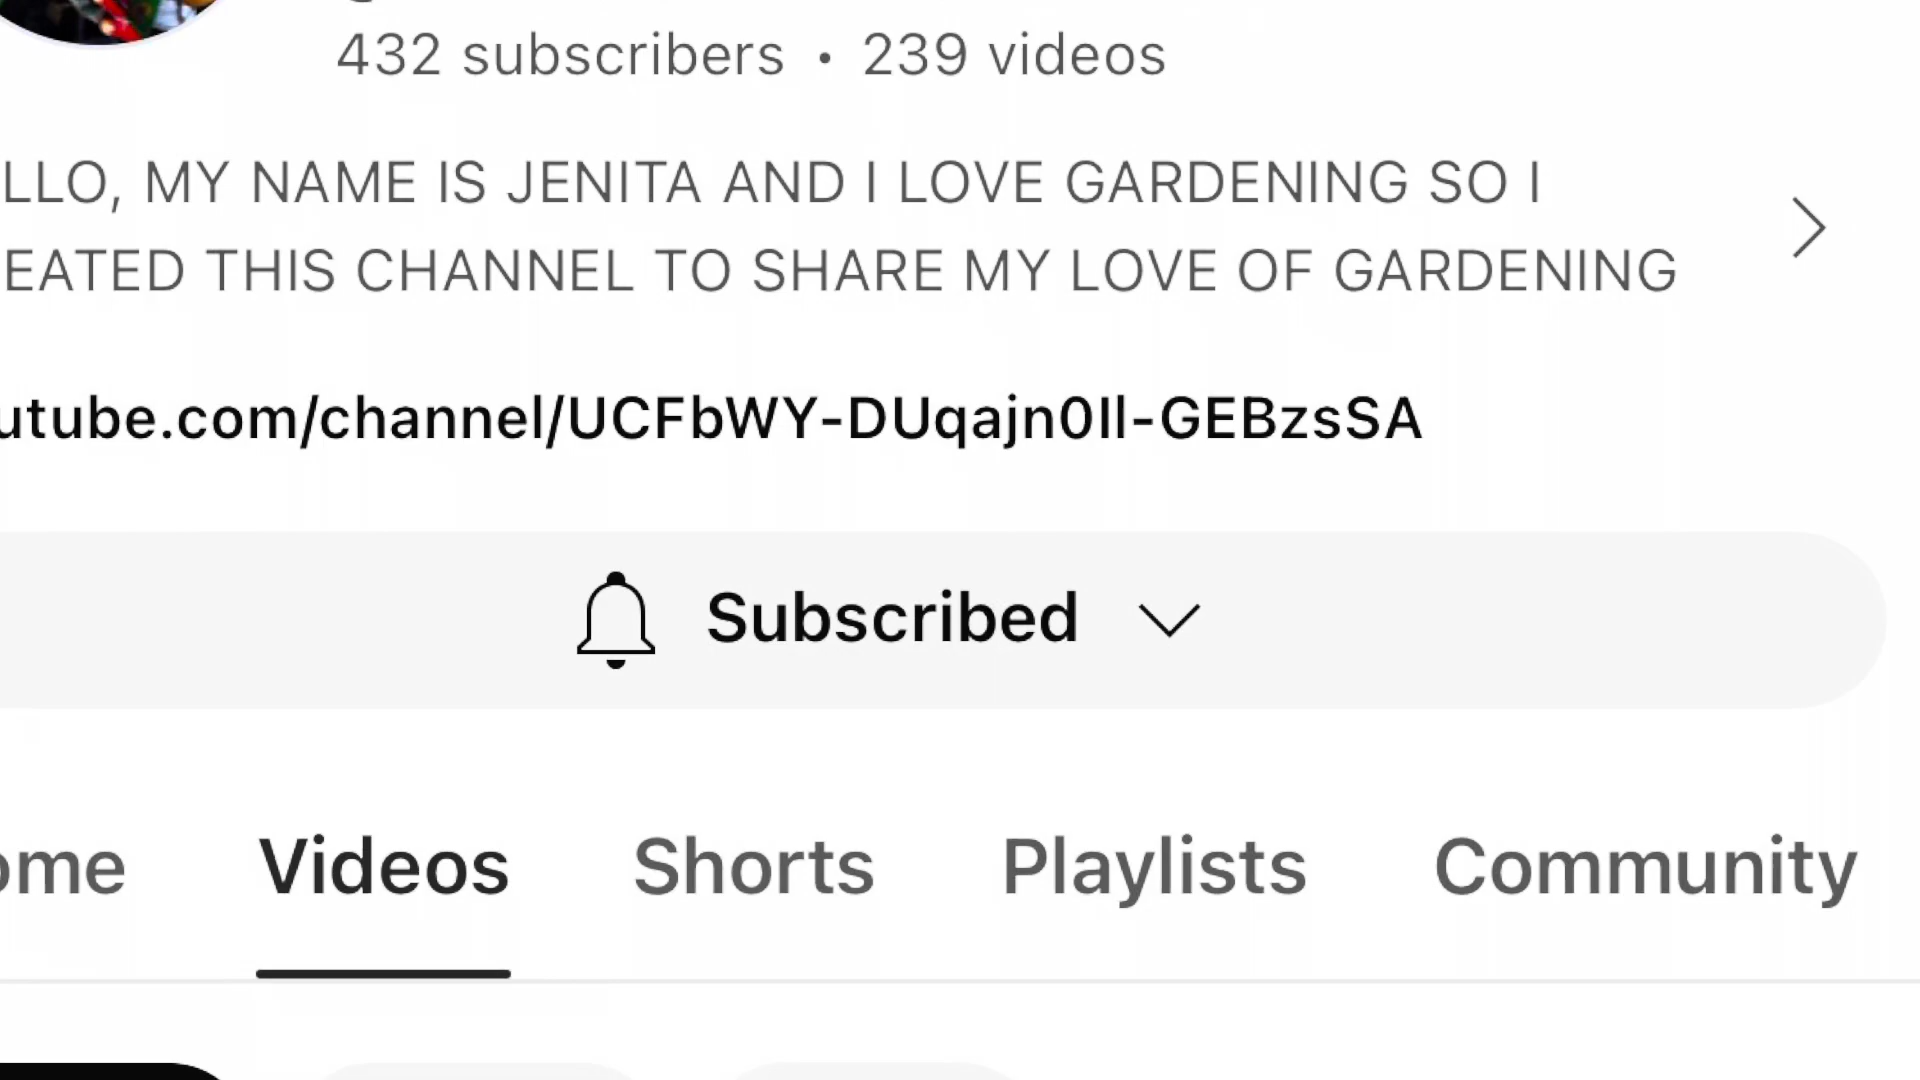 432 subscribers • 239 videos
LLO, MY NAME IS JENITA AND I LOVE GARDENING SO I
EATED THIS CHANNEL TO SHARE MY LOVE OF GARDENING
utube.com/channel/UCFbWY-DUqajn0Il-GEBzsSA
Subscribed
ome Videos Shorts Playlists Community